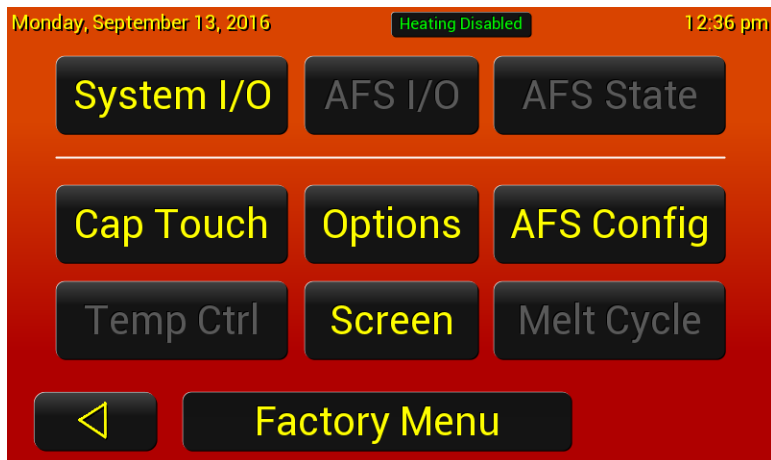 Monday, September 13, 2016 Heating Disabled 12:36 pm
System I/O AFS I/O AFS State
Cap Touch Options AFS Config
Temp Ctrl Screen Melt Cycle
Factory Menu